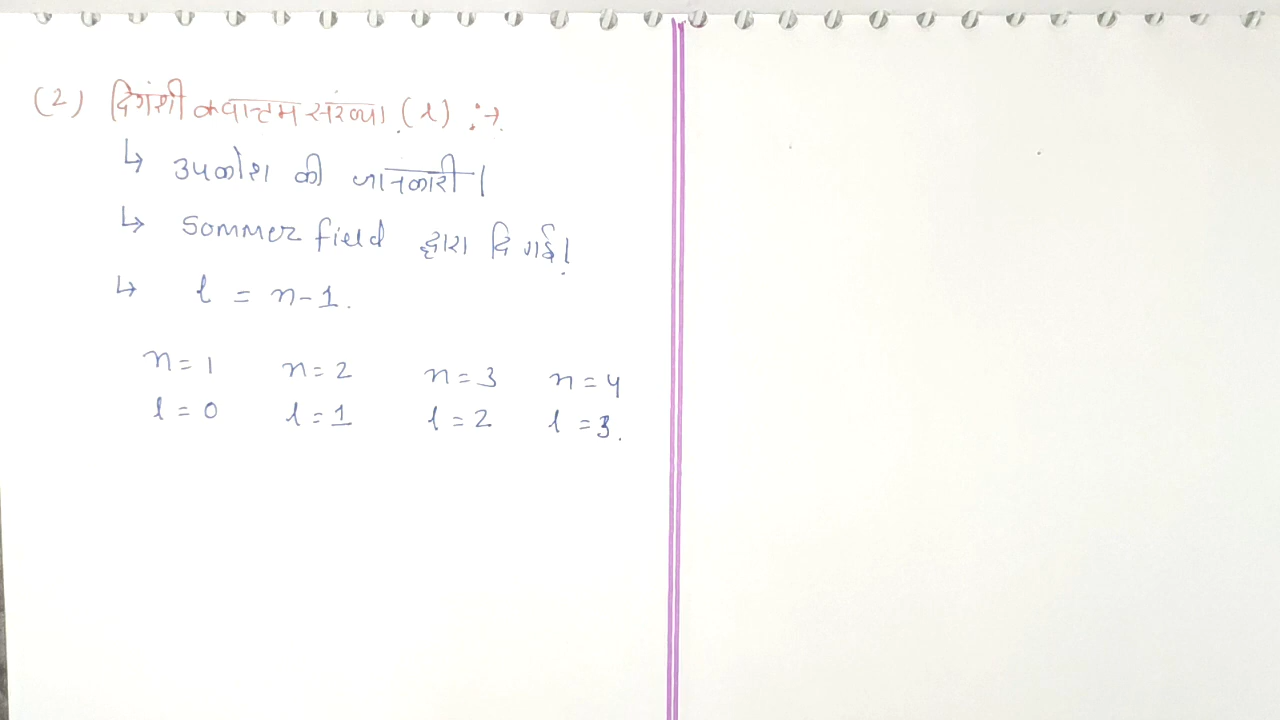 (2) दिगंशी क्वान्टम संख्या (l) :→
↳ उपकोश की जानकारी।
↳ Sommer field द्वारा दि गई।
↳ l = n-1.
n=1 n=2 n=3 n=4
l=0 l=1 l=2 l=3.